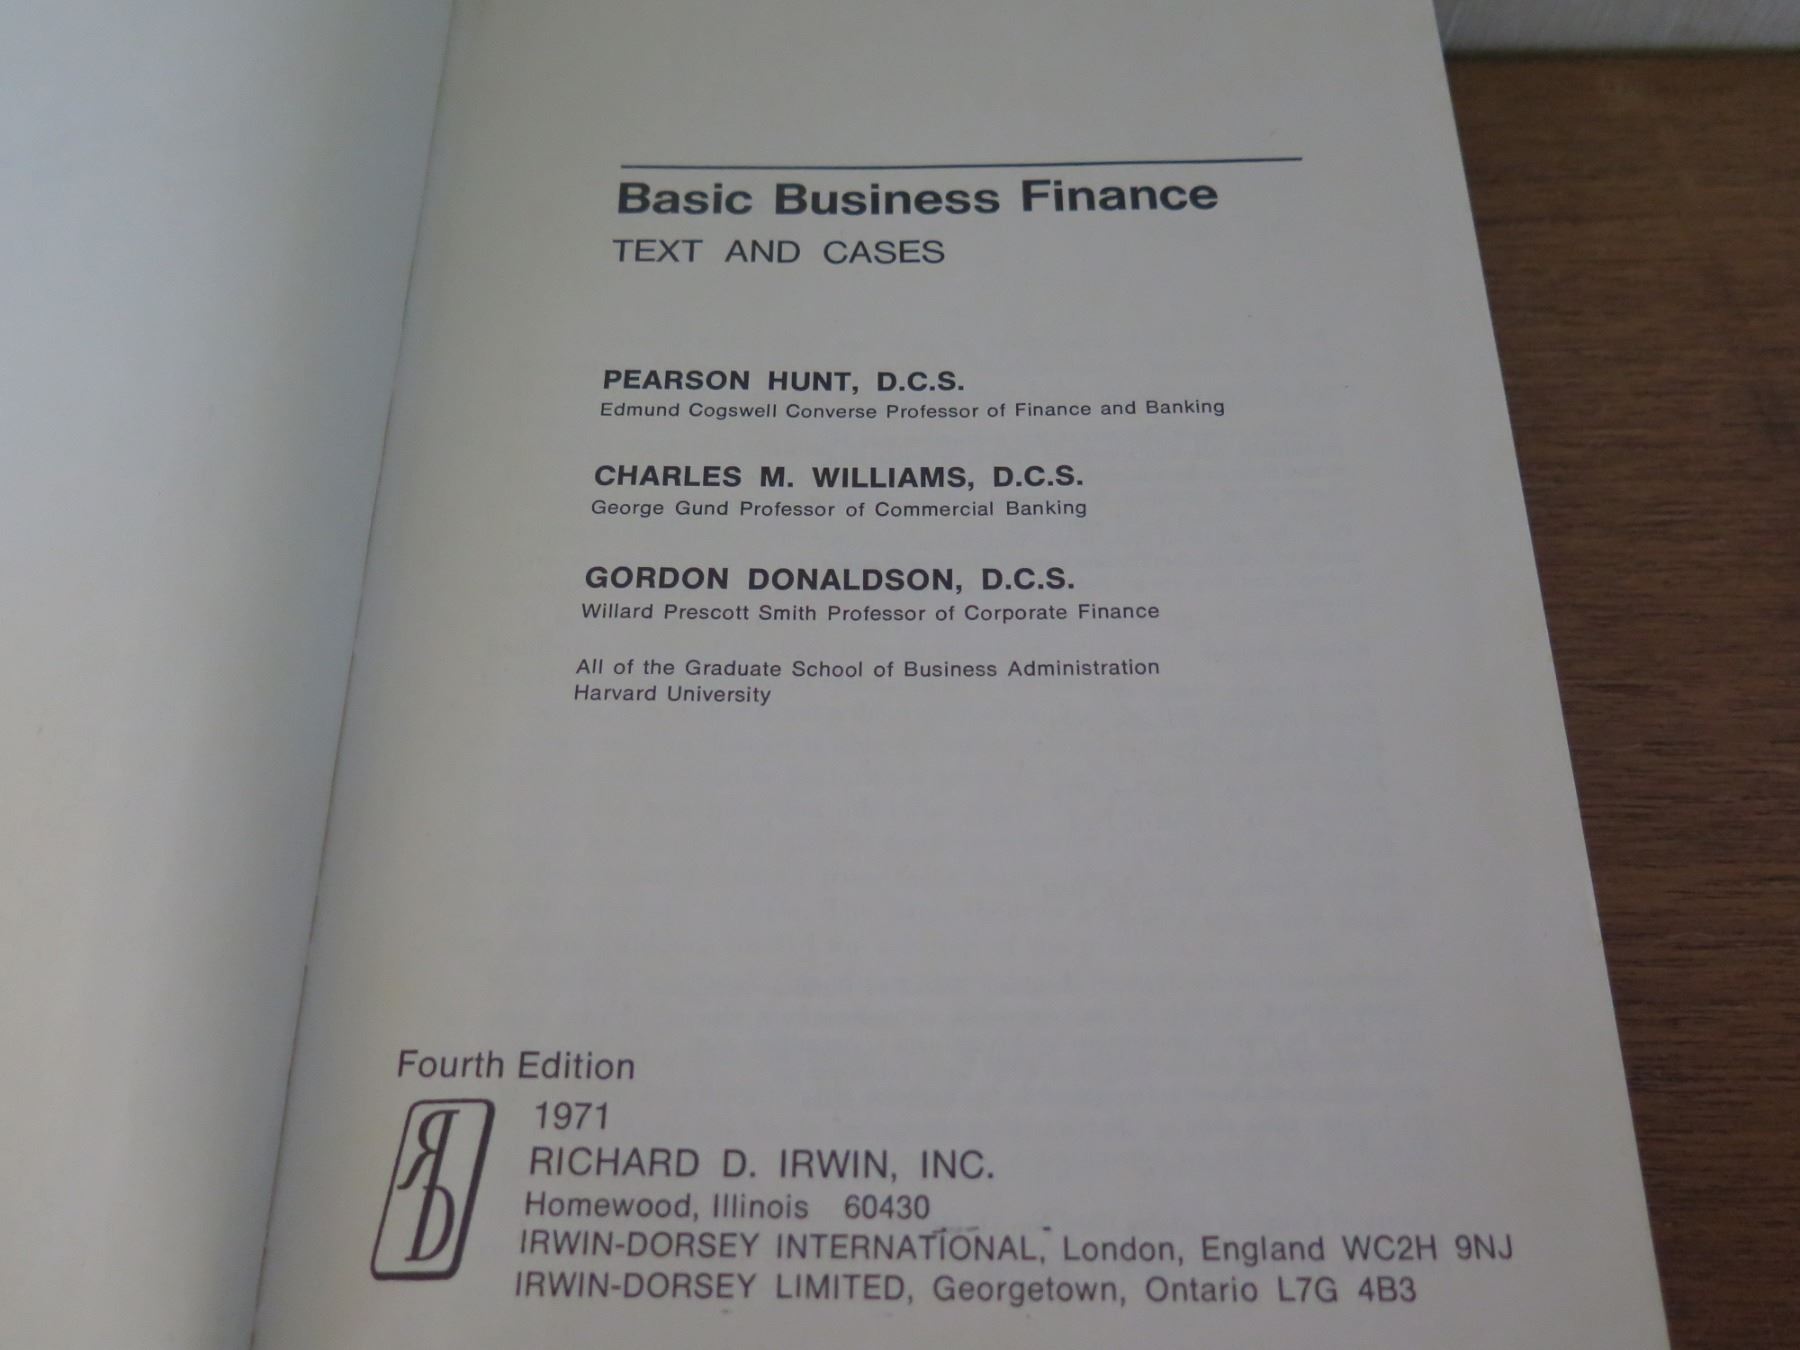 Basic Business Finance
TEXT AND CASES
PEARSON HUNT, D.C.S.
Edmund Cogswell Converse Professor of Finance and Banking
CHARLES M. WILLIAMS, D.C.S.
George Gund Professor of Commercial Banking
GORDON DONALDSON, D.C.S.
Willard Prescott Smith Professor of Corporate Finance
All of the Graduate School of Business Administration
Harvard University
Fourth Edition
1971
RICHARD D. IRWIN, INC.
Homewood, Illinois 60430
IRWIN-DORSEY INTERNATIONAL, London, England WC2H 9NJ
IRWIN-DORSEY LIMITED, Georgetown, Ontario L7G 4B3